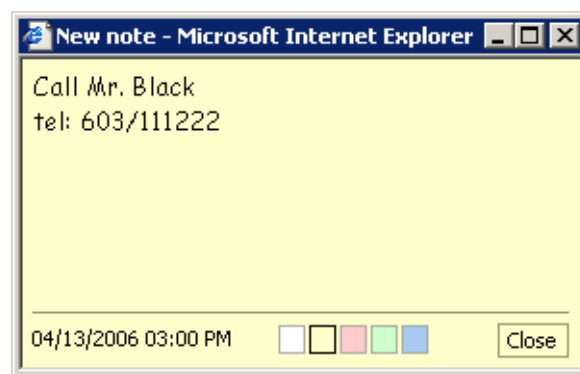 New note - Microsoft Internet Explorer
Call Mr. Black
tel: 603/111222
04/13/2006 03:00 PM
Close